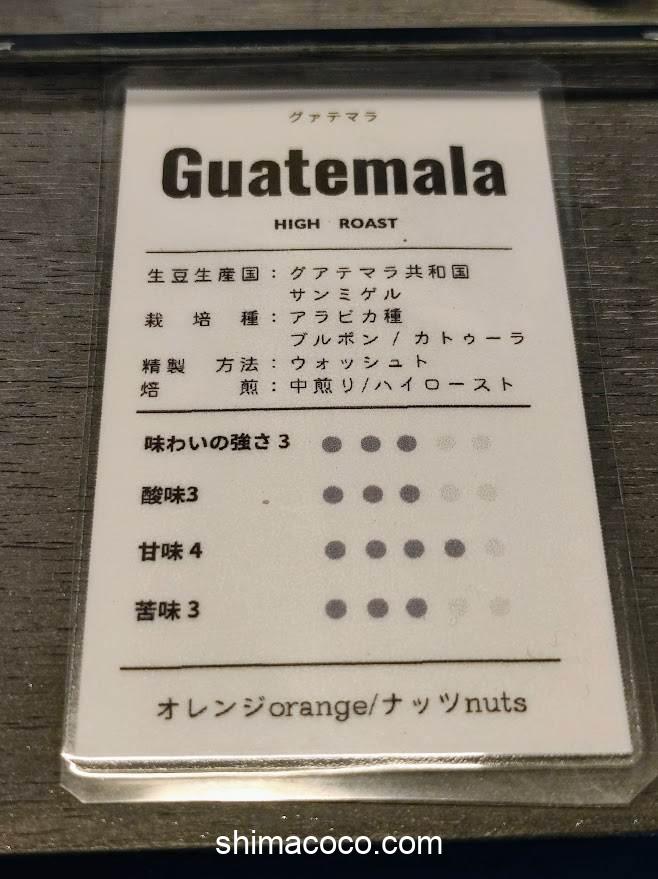 グァテマラ
Guatemala
HIGH ROAST
生豆生産国：グアテマラ共和国
サンミゲル
栽培種：アラビカ種
ブルボン / カトゥーラ
精製方法：ウォッシュト
焙煎：中煎り/ハイロースト
味わいの強さ 3
酸味3
甘味 4
苦味 3
オレンジorange/ナッツnuts
shimacoco.com